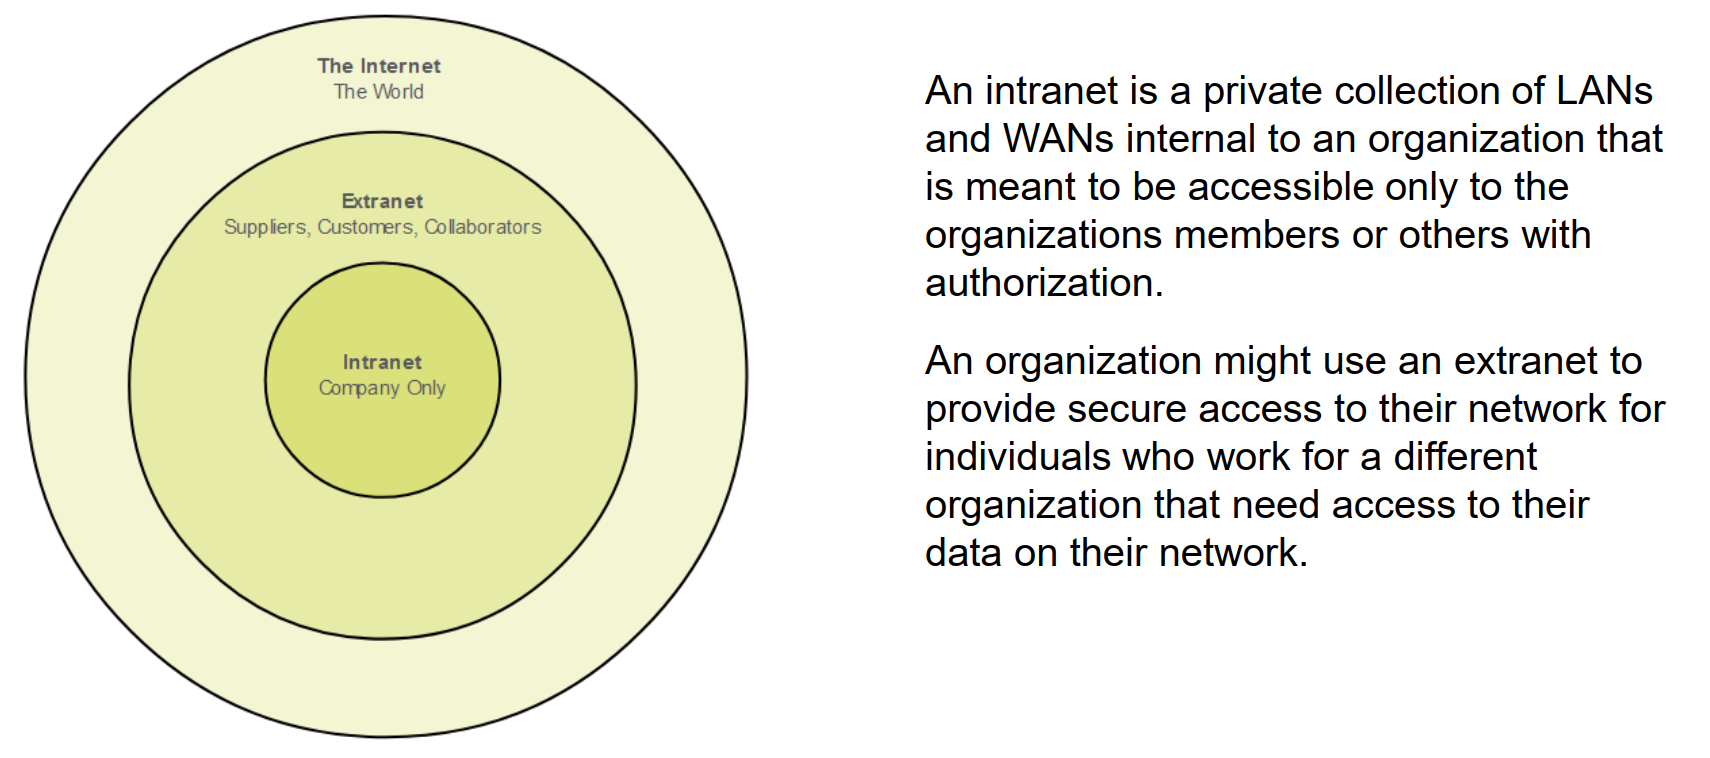 The Internet
The World
Extranet
Suppliers, Customers, Collaborators
Intranet
Company Only
An intranet is a private collection of LANs
and WANs internal to an organization that
is meant to be accessible only to the
organizations members or others with
authorization.
An organization might use an extranet to
provide secure access to their network for
individuals who work for a different
organization that need access to their
data on their network.